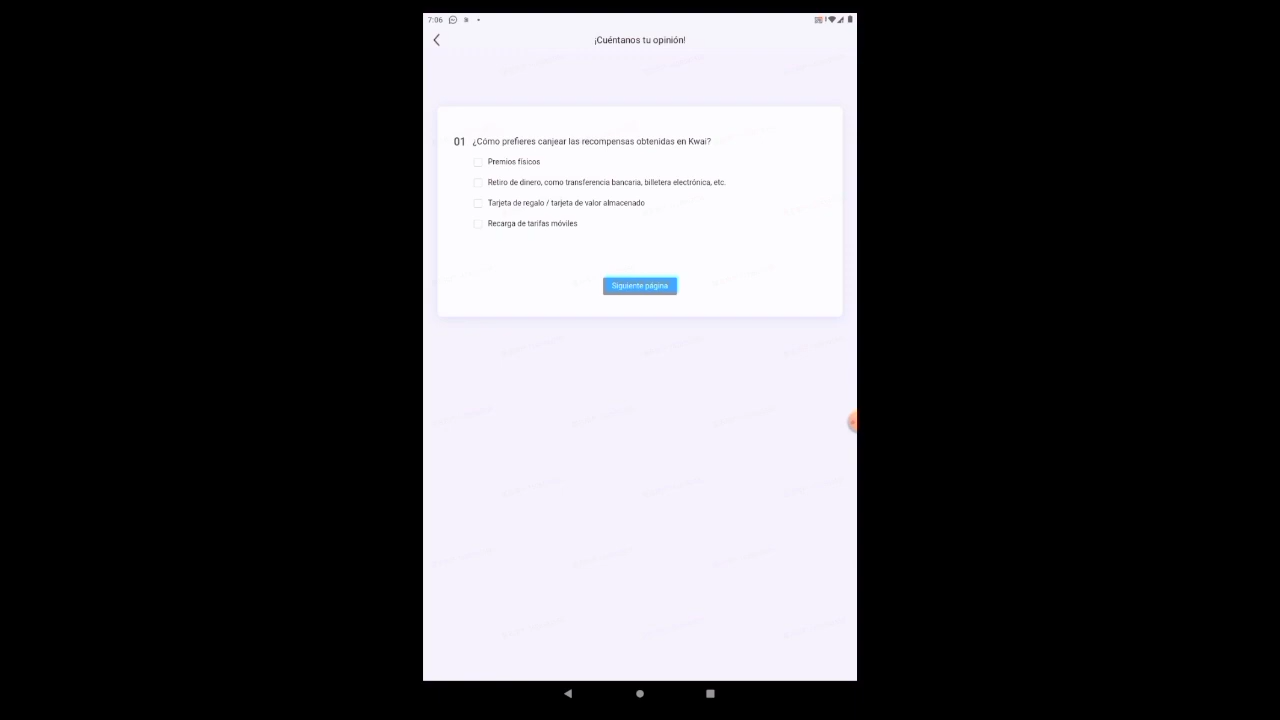 7:06
¡Cuéntanos tu opinión!
01 ¿Cómo prefieres canjear las recompensas obtenidas en Kwai?
Premios físicos
Retiro de dinero, como transferencia bancaria, billetera electrónica, etc.
Tarjeta de regalo / tarjeta de valor almacenado
Recarga de tarifas móviles
Siguiente página